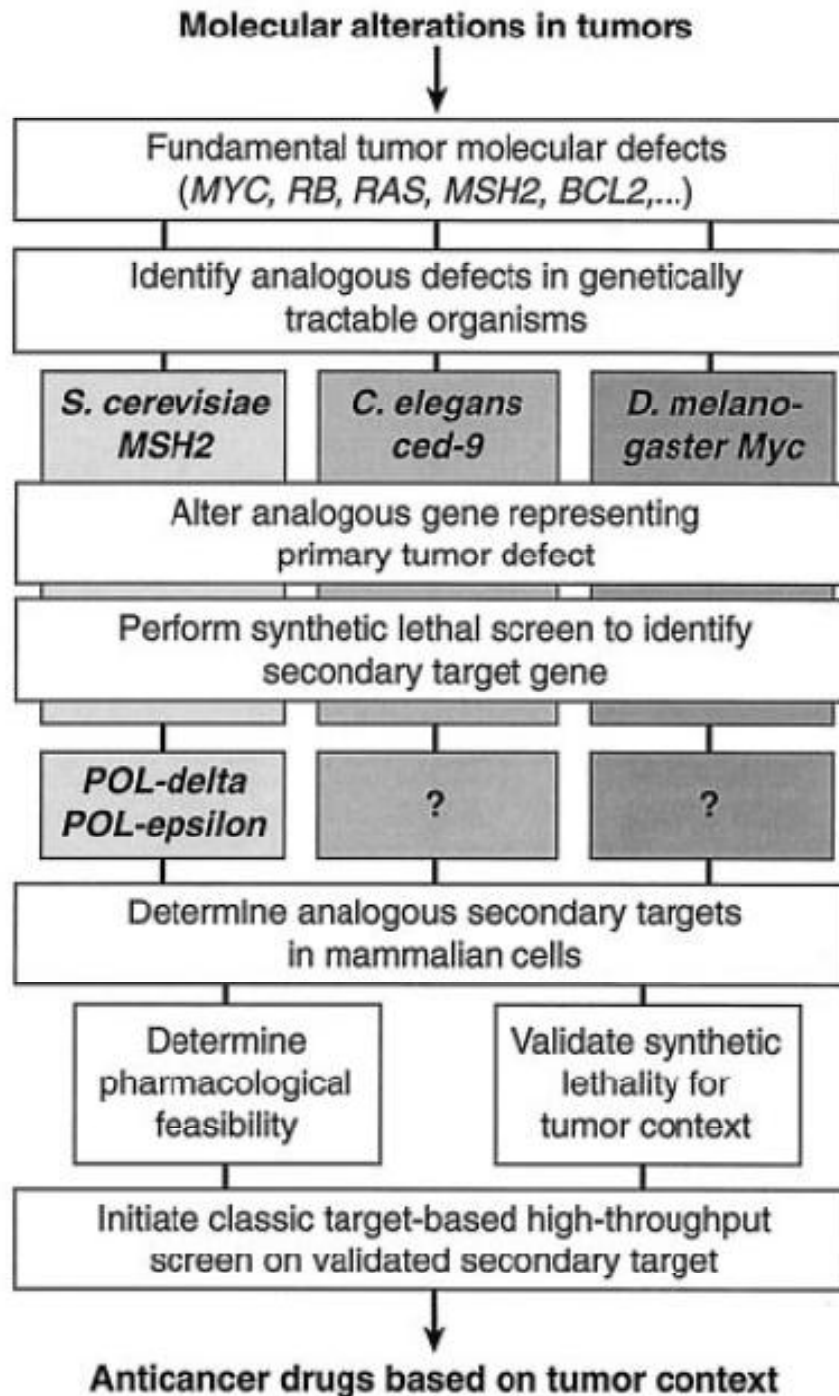 Molecular alterations in tumors
Fundamental tumor molecular defects
(MYC, RB, RAS, MSH2, BCL2,...)
Identify analogous defects in genetically
tractable organisms
S. cerevisiae
MSH2
C. elegans
ced-9
D. melano-
gaster Myc
Alter analogous gene representing
primary tumor defect
Perform synthetic lethal screen to identify
secondary target gene
POL-delta
POL-epsilon
?
?
Determine analogous secondary targets
in mammalian cells
Determine
pharmacological
feasibility
Validate synthetic
lethality for
tumor context
Initiate classic target-based high-throughput
screen on validated secondary target
Anticancer drugs based on tumor context